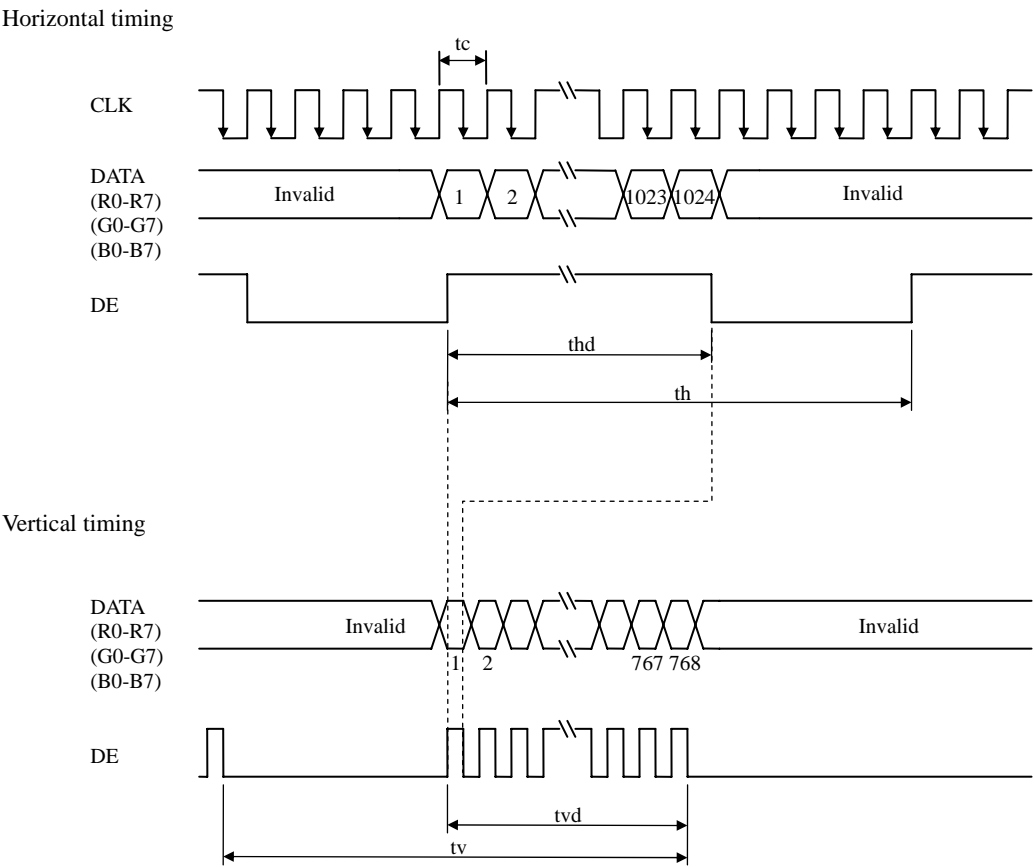 Horizontal timing
tc
CLK
DATA
(R0-R7)
(G0-G7)
(B0-B7)
Invalid 1 2 1023 1024 Invalid
DE
thd
th
Vertical timing
DATA
(R0-R7)
(G0-G7)
(B0-B7)
Invalid Invalid
1 2 767 768
DE
tvd
tv